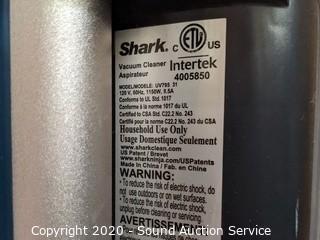 Shark. C ETL US
Vacuum Cleaner Intertek
Aspirateur 4005850
MODEL/MODELE: UV795 31
120 V, 60Hz, 1150W, 9.5A
Conforms to UL Std. 1017
Conforme à la norme 1017 du UL
Certified to CSA Std. C22.2 No. 243
Certifié pour la norme C22.2 No. 243 du CSA
Household Use Only
Usage Domestique Seulement
www.sharkclean.com
US Patent / Brevet
www.sharkninja.com/USPatents
Made In China / Fab. en China
WARNING:
• To reduce the risk of electric shock, do
not use outdoors or on wet surfaces.
• To reduce the risk of electric shock,
unplug before cleaning or servicing.
AVERTISSEM
Copyright 2020 - Auction Service